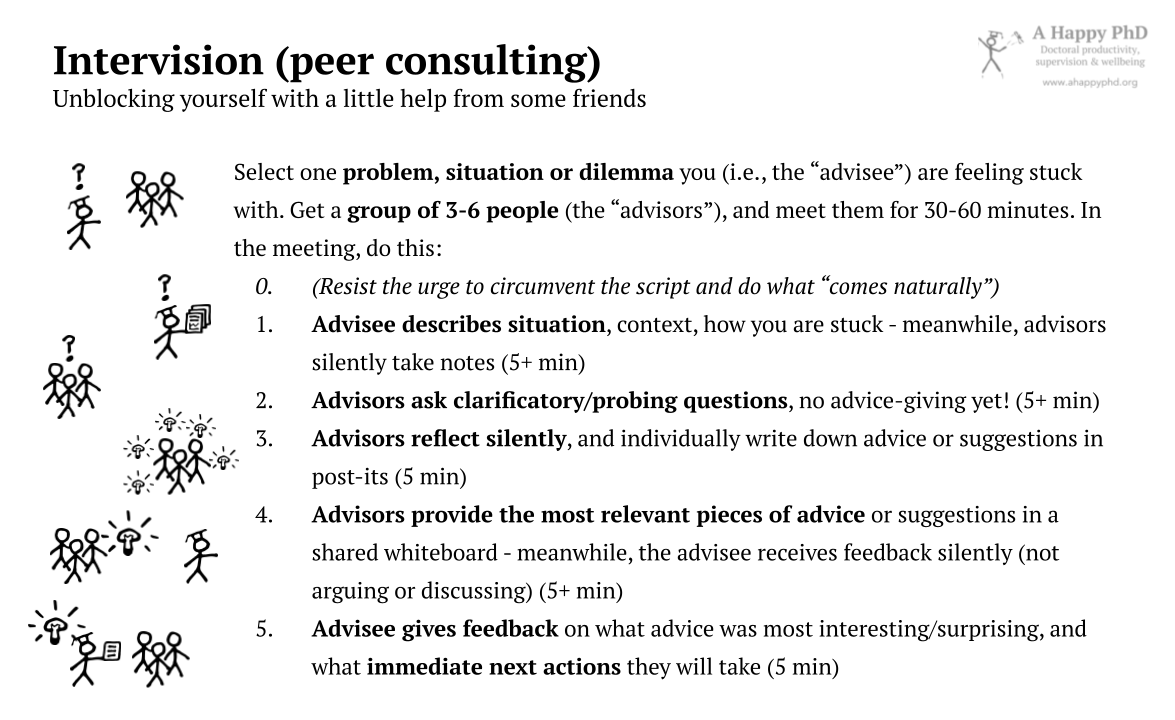 Intervision (peer consulting)
Unblocking yourself with a little help from some friends
A Happy PhD
Doctoral productivity,
supervision & wellbeing
www.ahappyphd.org
Select one problem, situation or dilemma you (i.e., the “advisee”) are feeling stuck
with. Get a group of 3-6 people (the “advisors”), and meet them for 30-60 minutes. In
the meeting, do this:
0. (Resist the urge to circumvent the script and do what “comes naturally”)
1. Advisee describes situation, context, how you are stuck - meanwhile, advisors
silently take notes (5+ min)
2. Advisors ask clarificatory/probing questions, no advice-giving yet! (5+ min)
3. Advisors reflect silently, and individually write down advice or suggestions in
post-its (5 min)
4. Advisors provide the most relevant pieces of advice or suggestions in a
shared whiteboard - meanwhile, the advisee receives feedback silently (not
arguing or discussing) (5+ min)
5. Advisee gives feedback on what advice was most interesting/surprising, and
what immediate next actions they will take (5 min)
?
?
?